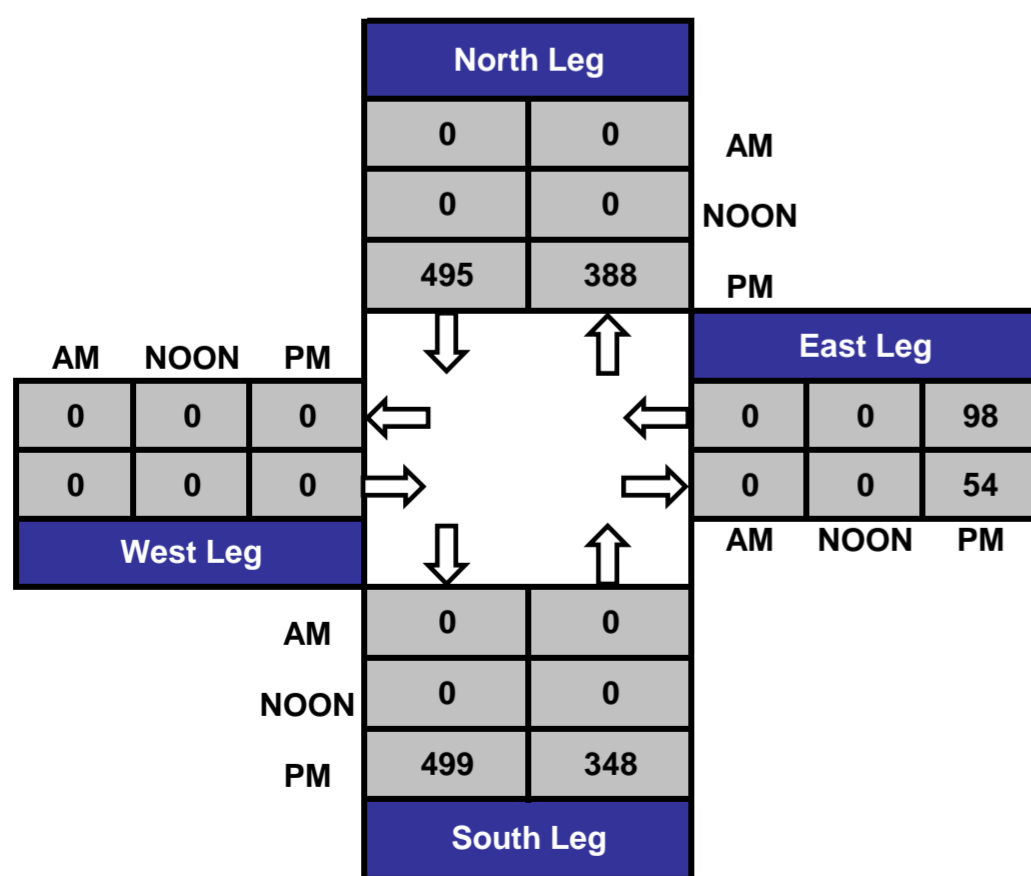 North Leg
0 0
AM
0 0
NOON
495 388
PM
East Leg
AM NOON PM
0 0 0
0 0 98
0 0 0
0 0 54
West Leg
AM NOON PM
AM
0 0
NOON
0 0
PM
499 348
South Leg